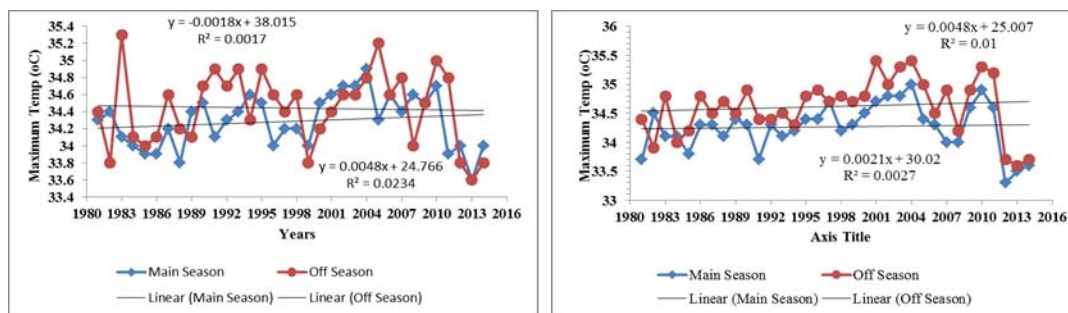 y = -0.0018x + 38.015
R² = 0.0017
Maximum Temp (oC)
35.4
35.2
34.8
34.6
34.4
34.2
33.8
33.6
33.4
y = 0.0048x + 24.766
R² = 0.0234
1980 1983 1986 1989 1992 1995 1998 2001 2004 2007 2010 2013 2016
Years
Main Season Off Season
Linear (Main Season) Linear (Off Season)
y = 0.0048x + 25.007
R² = 0.01
Maximum Temp (oC)
36
35.5
35
34.5
34
33.5
33
y = 0.0021x + 30.02
R² = 0.0027
1980 1983 1986 1989 1992 1995 1998 2001 2004 2007 2010 2013 2016
Axis Title
Main Season Off Season
Linear (Main Season) Linear (Off Season)